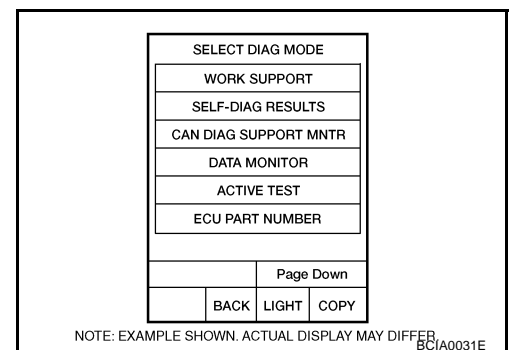 SELECT DIAG MODE
WORK SUPPORT
SELF-DIAG RESULTS
CAN DIAG SUPPORT MNTR
DATA MONITOR
ACTIVE TEST
ECU PART NUMBER
Page Down
BACK LIGHT COPY
NOTE: EXAMPLE SHOWN. ACTUAL DISPLAY MAY DIFFER
BCIA0031E